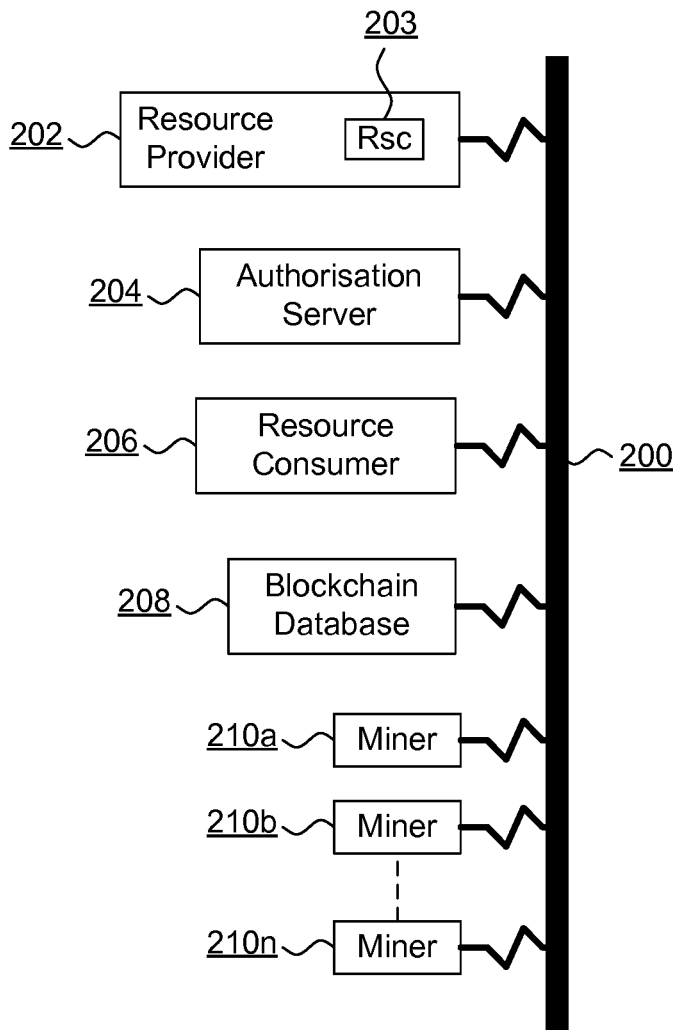 203
202
Resource
Provider
Rsc
204
Authorisation
Server
206
Resource
Consumer
200
208
Blockchain
Database
210a
Miner
210b
Miner
210n
Miner